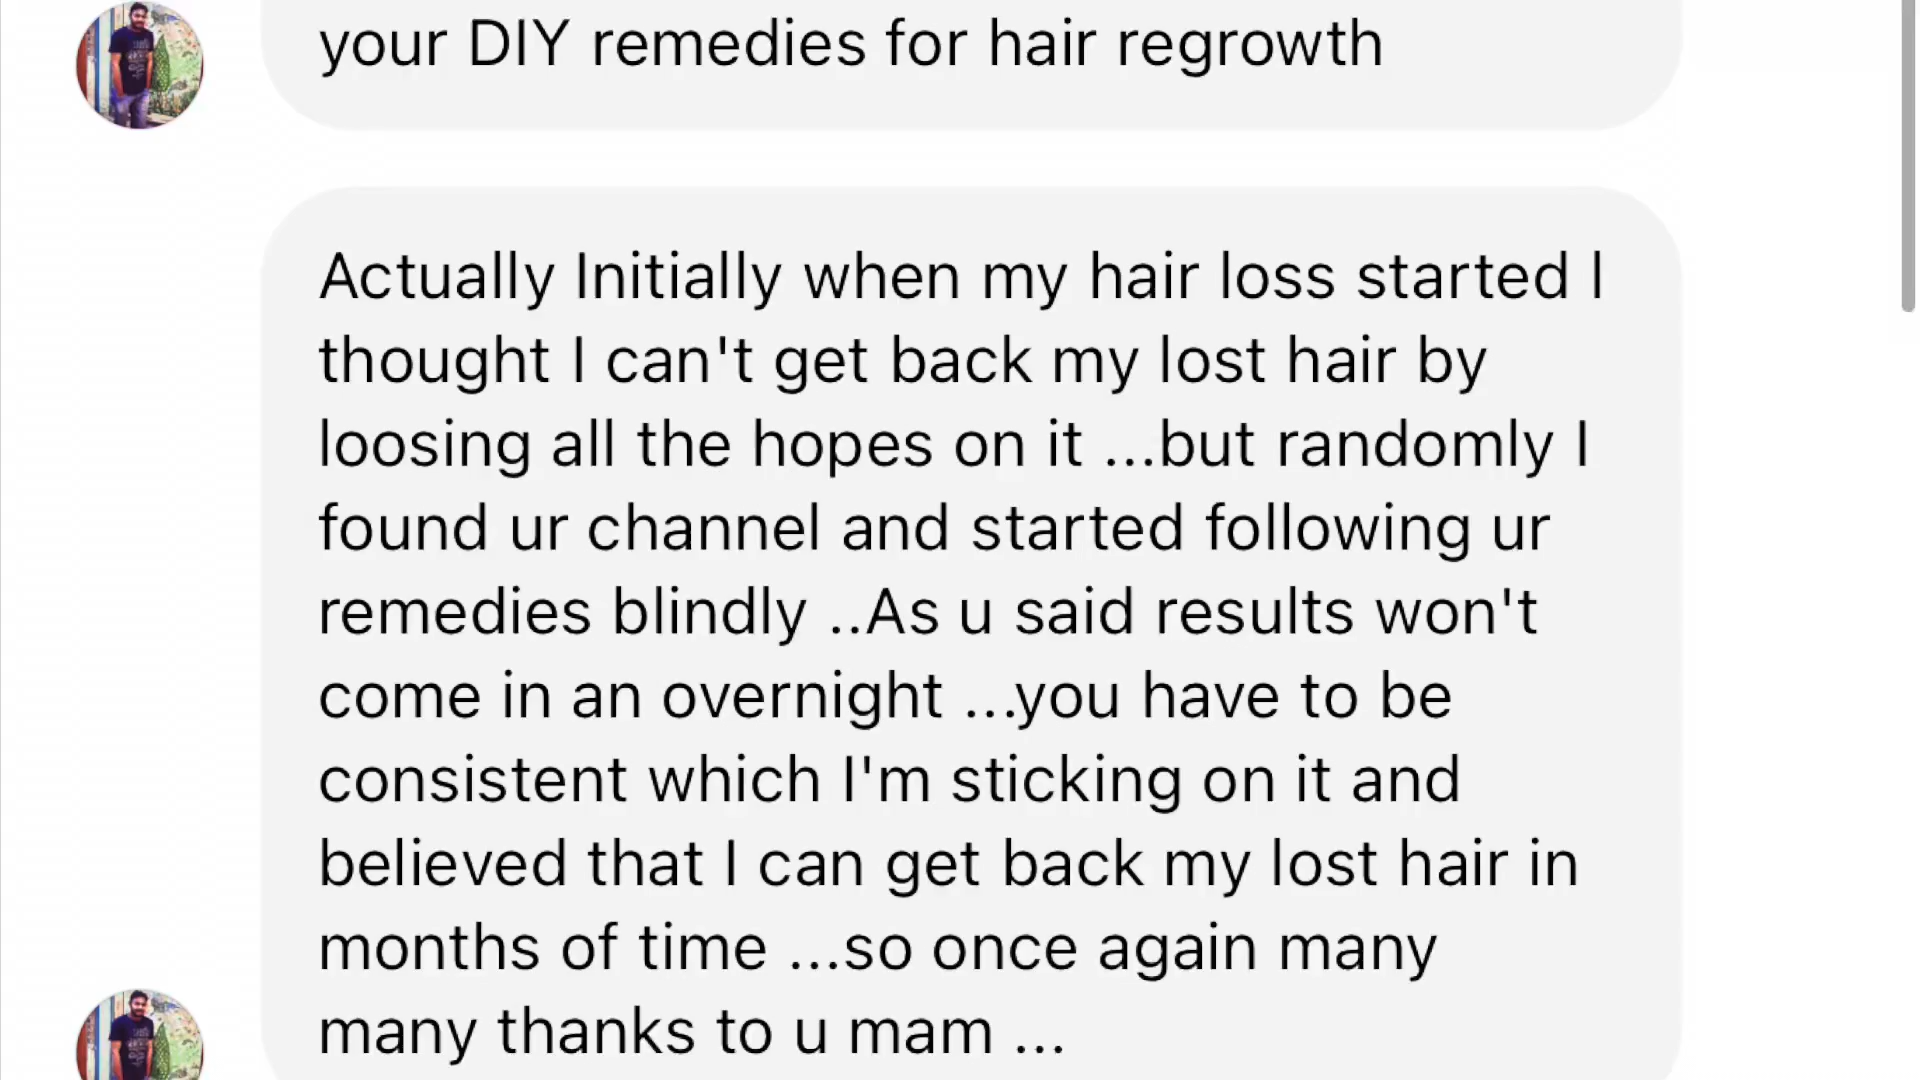 your DIY remedies for hair regrowth
Actually Initially when my hair loss started I
thought I can't get back my lost hair by
loosing all the hopes on it ...but randomly I
found ur channel and started following ur
remedies blindly ..As u said results won't
come in an overnight ...you have to be
consistent which I'm sticking on it and
believed that I can get back my lost hair in
months of time ...so once again many
many thanks to u mam ...